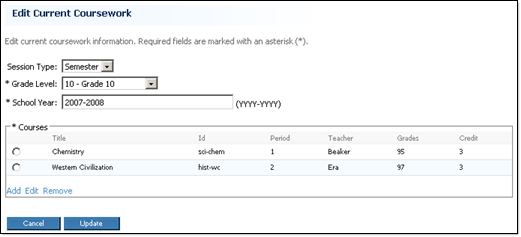 Edit Current Coursework
Edit current coursework information. Required fields are marked with an asterisk (*).
Session Type: Semester
* Grade Level: 10 - Grade 10
* School Year: 2007-2008 (YYYY-YYYY)
* Courses
Title Id Period Teacher Grades Credit
Chemistry sci-chem 1 Beaker 95 3
Western Civilization hist-wc 2 Era 97 3
Add Edit Remove
Cancel Update